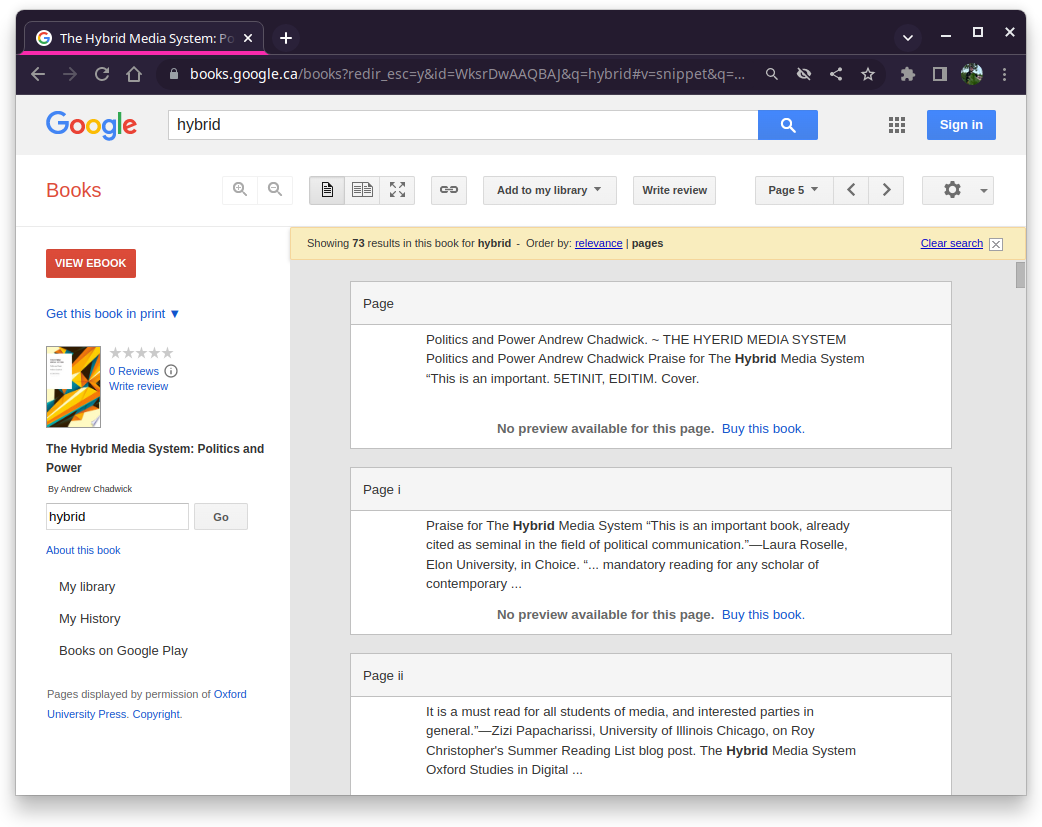 The Hybrid Media System: Po
books.google.ca/books?redir_esc=y&id=WksrDwAAQBAJ&q=hybrid#v=snippet&q=...
Google
hybrid
Sign in
Books
Add to my library
Write review
Page 5
VIEW EBOOK
Get this book in print ▼
0 Reviews
Write review
The Hybrid Media System: Politics and
Power
By Andrew Chadwick
hybrid
Go
About this book
My library
My History
Books on Google Play
Pages displayed by permission of Oxford
University Press. Copyright.
Showing 73 results in this book for hybrid - Order by: relevance | pages
Clear search
Page
Politics and Power Andrew Chadwick. ~ THE HYERID MEDIA SYSTEM
Politics and Power Andrew Chadwick Praise for The Hybrid Media System
“This is an important. 5ETINIT, EDITIM. Cover.
No preview available for this page. Buy this book.
Page i
Praise for The Hybrid Media System “This is an important book, already
cited as seminal in the field of political communication.”—Laura Roselle,
Elon University, in Choice. “... mandatory reading for any scholar of
contemporary ...
No preview available for this page. Buy this book.
Page ii
It is a must read for all students of media, and interested parties in
general.”—Zizi Papacharissi, University of Illinois Chicago, on Roy
Christopher's Summer Reading List blog post. The Hybrid Media System
Oxford Studies in Digital ...